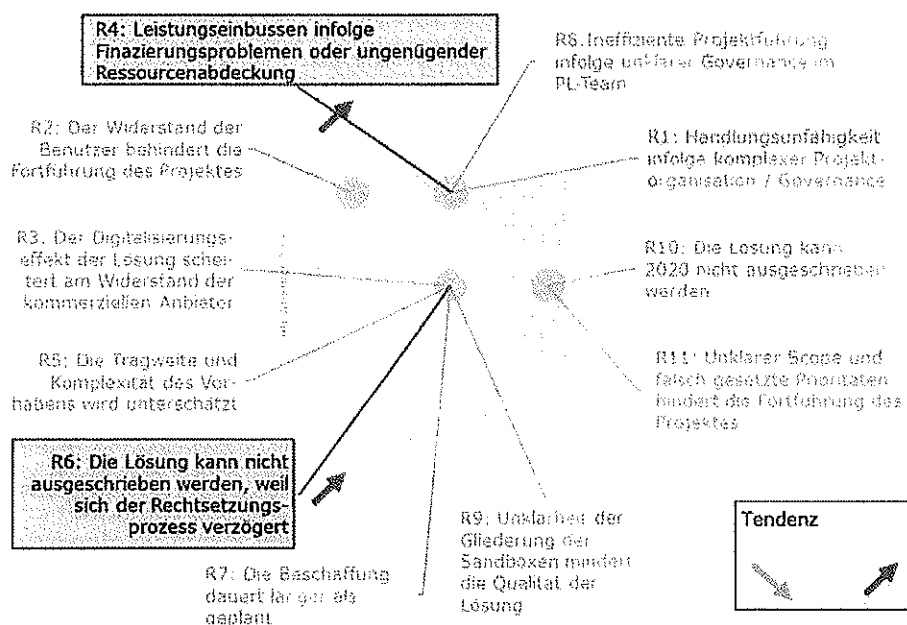 R4: Leistungseinbussen infolge
Finazierungsproblemen oder ungenügender
Ressourcenabdeckung
R8. Ineffiziente Projektführung
infolge unklarer Governance im
PL-Team
R2: Der Widerstand der
Benutzer behindert die
Fortführung des Projektes
R1: Handlungsunfähigkeit
infolge komplexer Projekt-
organisation / Governance
R3. Der Digitalisierungs-
effekt der Lösung schei-
tert am Widerstand der
kommerziellen Anbieter
R10: Die Lösung kann
2020 nicht ausgeschrieben
werden
R5: Die Tragweite und
Komplexität des Vor-
habens wird unterschätzt
R11: Unklarer Scope und
falsch gesetzte Prioritäten
hindert die Fortführung des
Projektes
R6: Die Lösung kann nicht
ausgeschrieben werden, weil
sich der Rechtsetzungs-
prozess verzögert
R9: Unklarheit der
Gliederung der
Sandboxen mindert
die Qualität der
Lösung
R7: Die Beschaffung
dauert länger als
geplant
Tendenz